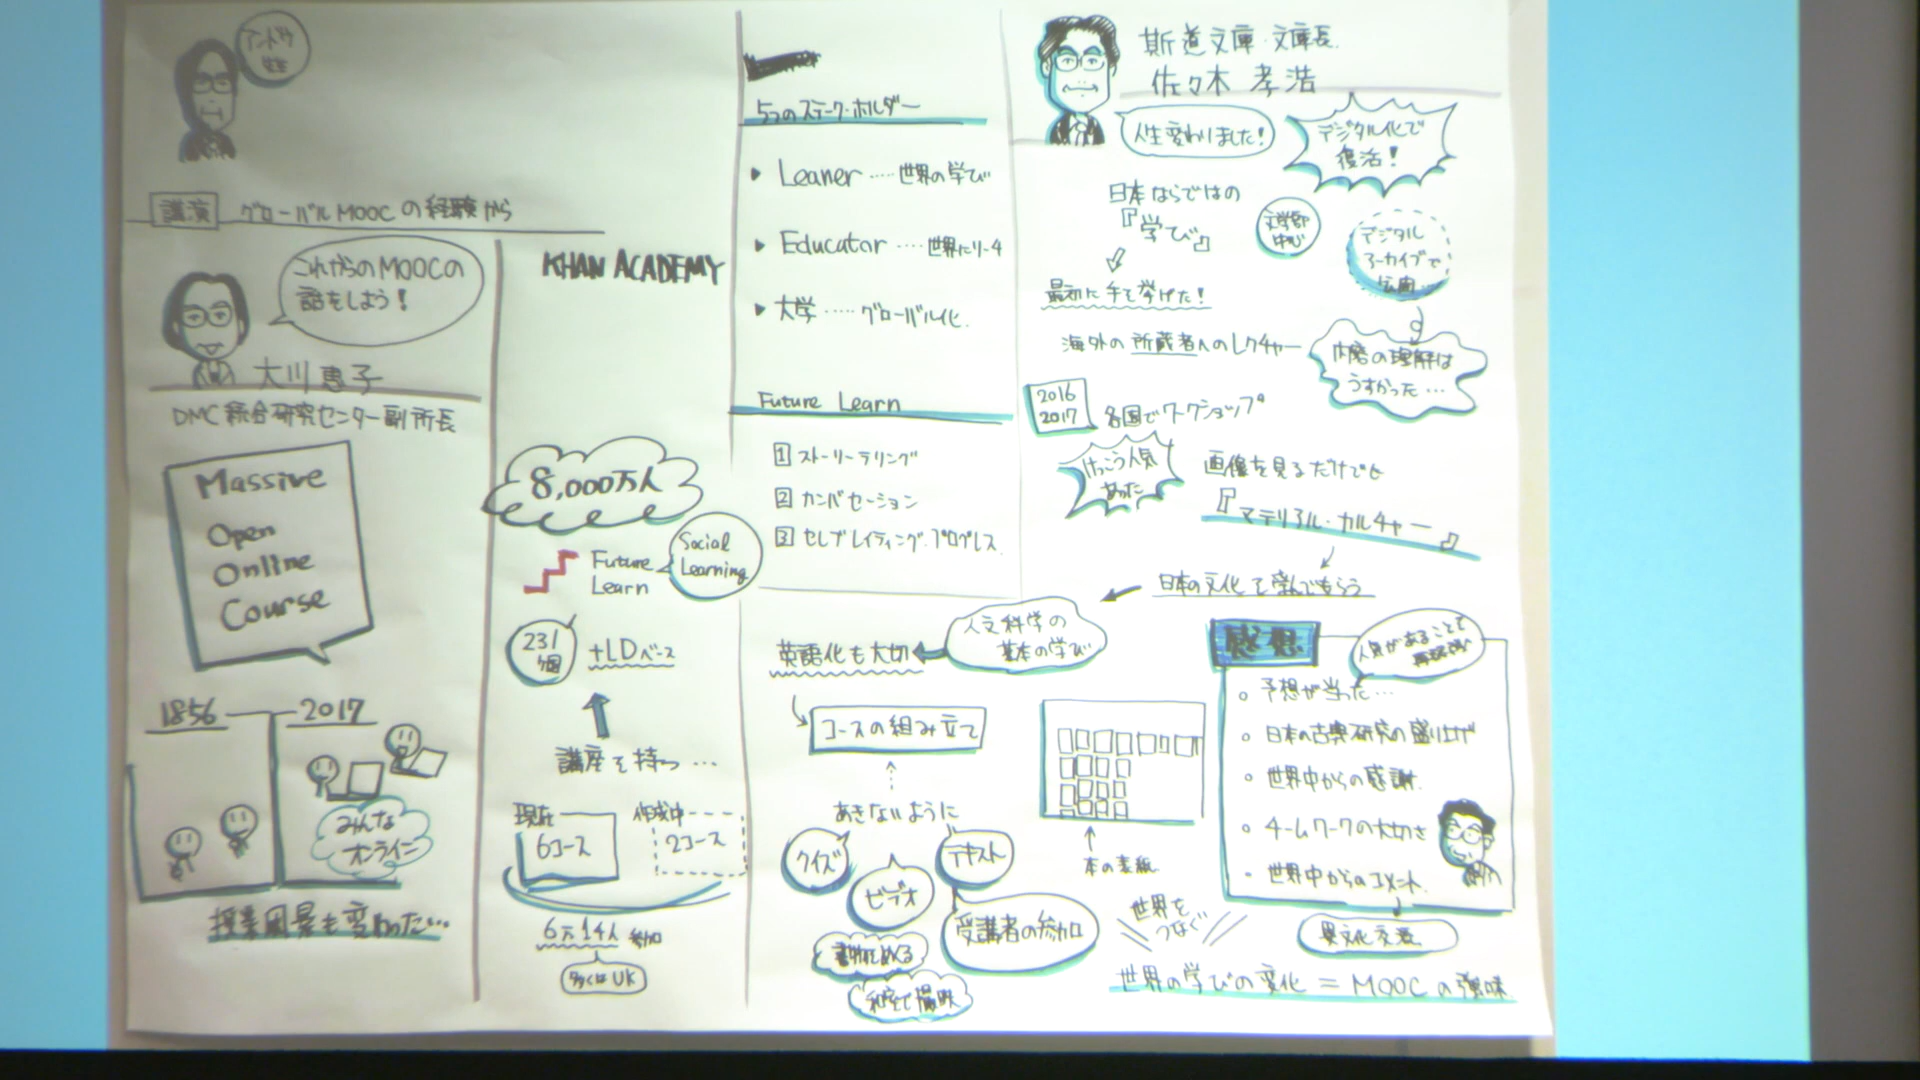 アンドウ
先生
講演 グローバルMOOCの経験から
これからのMOOCの
話をしよう!
大川恵子
DMC統合研究センター副所長
Massive
Open
Online
Course
1856
2017
みんな
オンライン
授業風景も変わった…
KHAN ACADEMY
8,000万人
Future
Learn
Social
Learning
231
個
+LDベース
講座を持つ…
現在
6コース
作成中
2コース
6万14人 参加
多くはUK
5つのステーク・ホルダー
▶ Leaner ‥‥ 世界の学び
▶ Educator ‥‥ 世界にリーチ
▶ 大学 ‥‥ グローバル化
Future Learn
1 ストーリーテリング
2 カンバセーション
3 セレブレイティング・プログレス
人文科学の
基本の学び
英語化も大切
コースの組み立て
あきないように
クイズ
ビデオ
テキスト
受講者の参加
書物をめくる
和室で撮影
斯道文庫・文庫長
佐々木 孝浩
人生変わりました!
デジタル化で
復活!
日本ならではの
『学び』
文学部
中心
デジタル
アーカイブで
最初に手を挙げた!
海外の所蔵者へのレクチャー
の理解は
うすかった…
2016
2017
各国でワークショップ
けっこう人気
あった
画像を見るだけでも
『マテリアル・カルチャー』
日本の文化を学んでもらう
本の表紙
感想
人気があることを
再認識
○ 予想が当った…
○ 日本の古典研究の盛り上げ
○ 世界中からの感謝
○ チームワークの大切さ
○ 世界中からのコメント
異文化交流
世界を
つなぐ
世界の学びの変化 = MOOCの強味